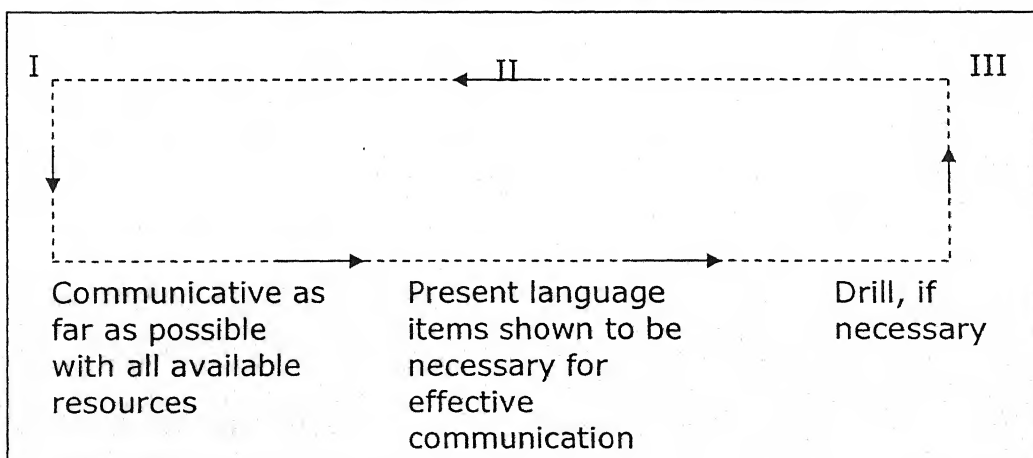 I II III
Communicative as
far as possible
with all available
resources
Present language
items shown to be
necessary for
effective
communication
Drill, if
necessary